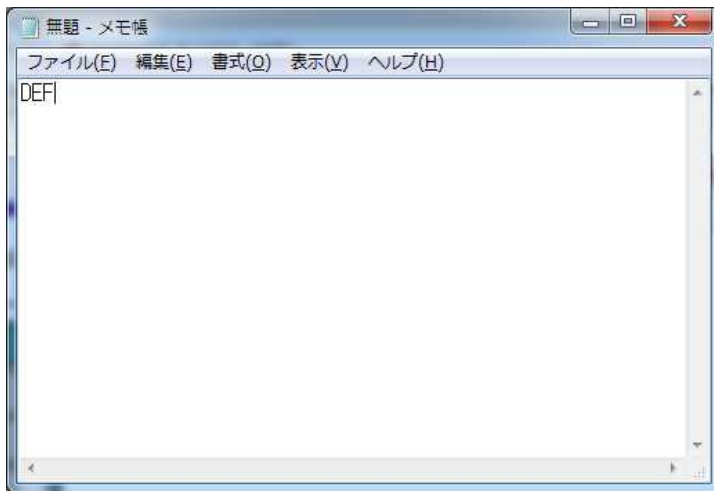 無題 - メモ帳
ファイル(F) 編集(E) 書式(O) 表示(V) ヘルプ(H)
DEF